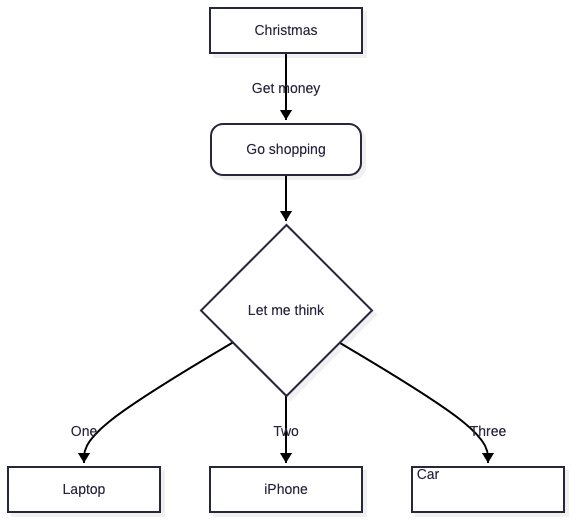 Christmas
Get money
Go shopping
Let me think
One
Two
Three
Laptop
iPhone
Car